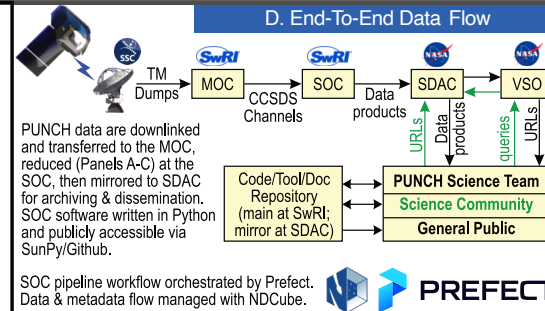 D. End-To-End Data Flow
SSC
SwRI
SwRI
NASA
NASA
TM
Dumps
MOC
CCSDS
Channels
SOC
Data
products
SDAC
VSO
URLs
Data
products
queries
URLs
PUNCH data are downlinked
and transferred to the MOC,
reduced (Panels A-C) at the
SOC, then mirrored to SDAC
for archiving & dissemination.
SOC software written in Python
and publicly accessible via
SunPy/Github.
Code/Tool/Doc
Repository
(main at SwRI;
mirror at SDAC)
PUNCH Science Team
Science Community
General Public
SOC pipeline workflow orchestrated by Prefect.
Data & metadata flow managed with NDCube.
PREFECT